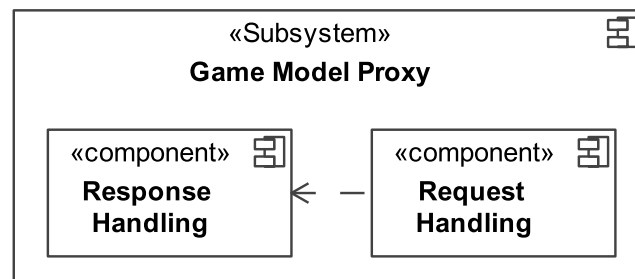 «Subsystem»
Game Model Proxy
«component»
Response
Handling
«component»
Request
Handling